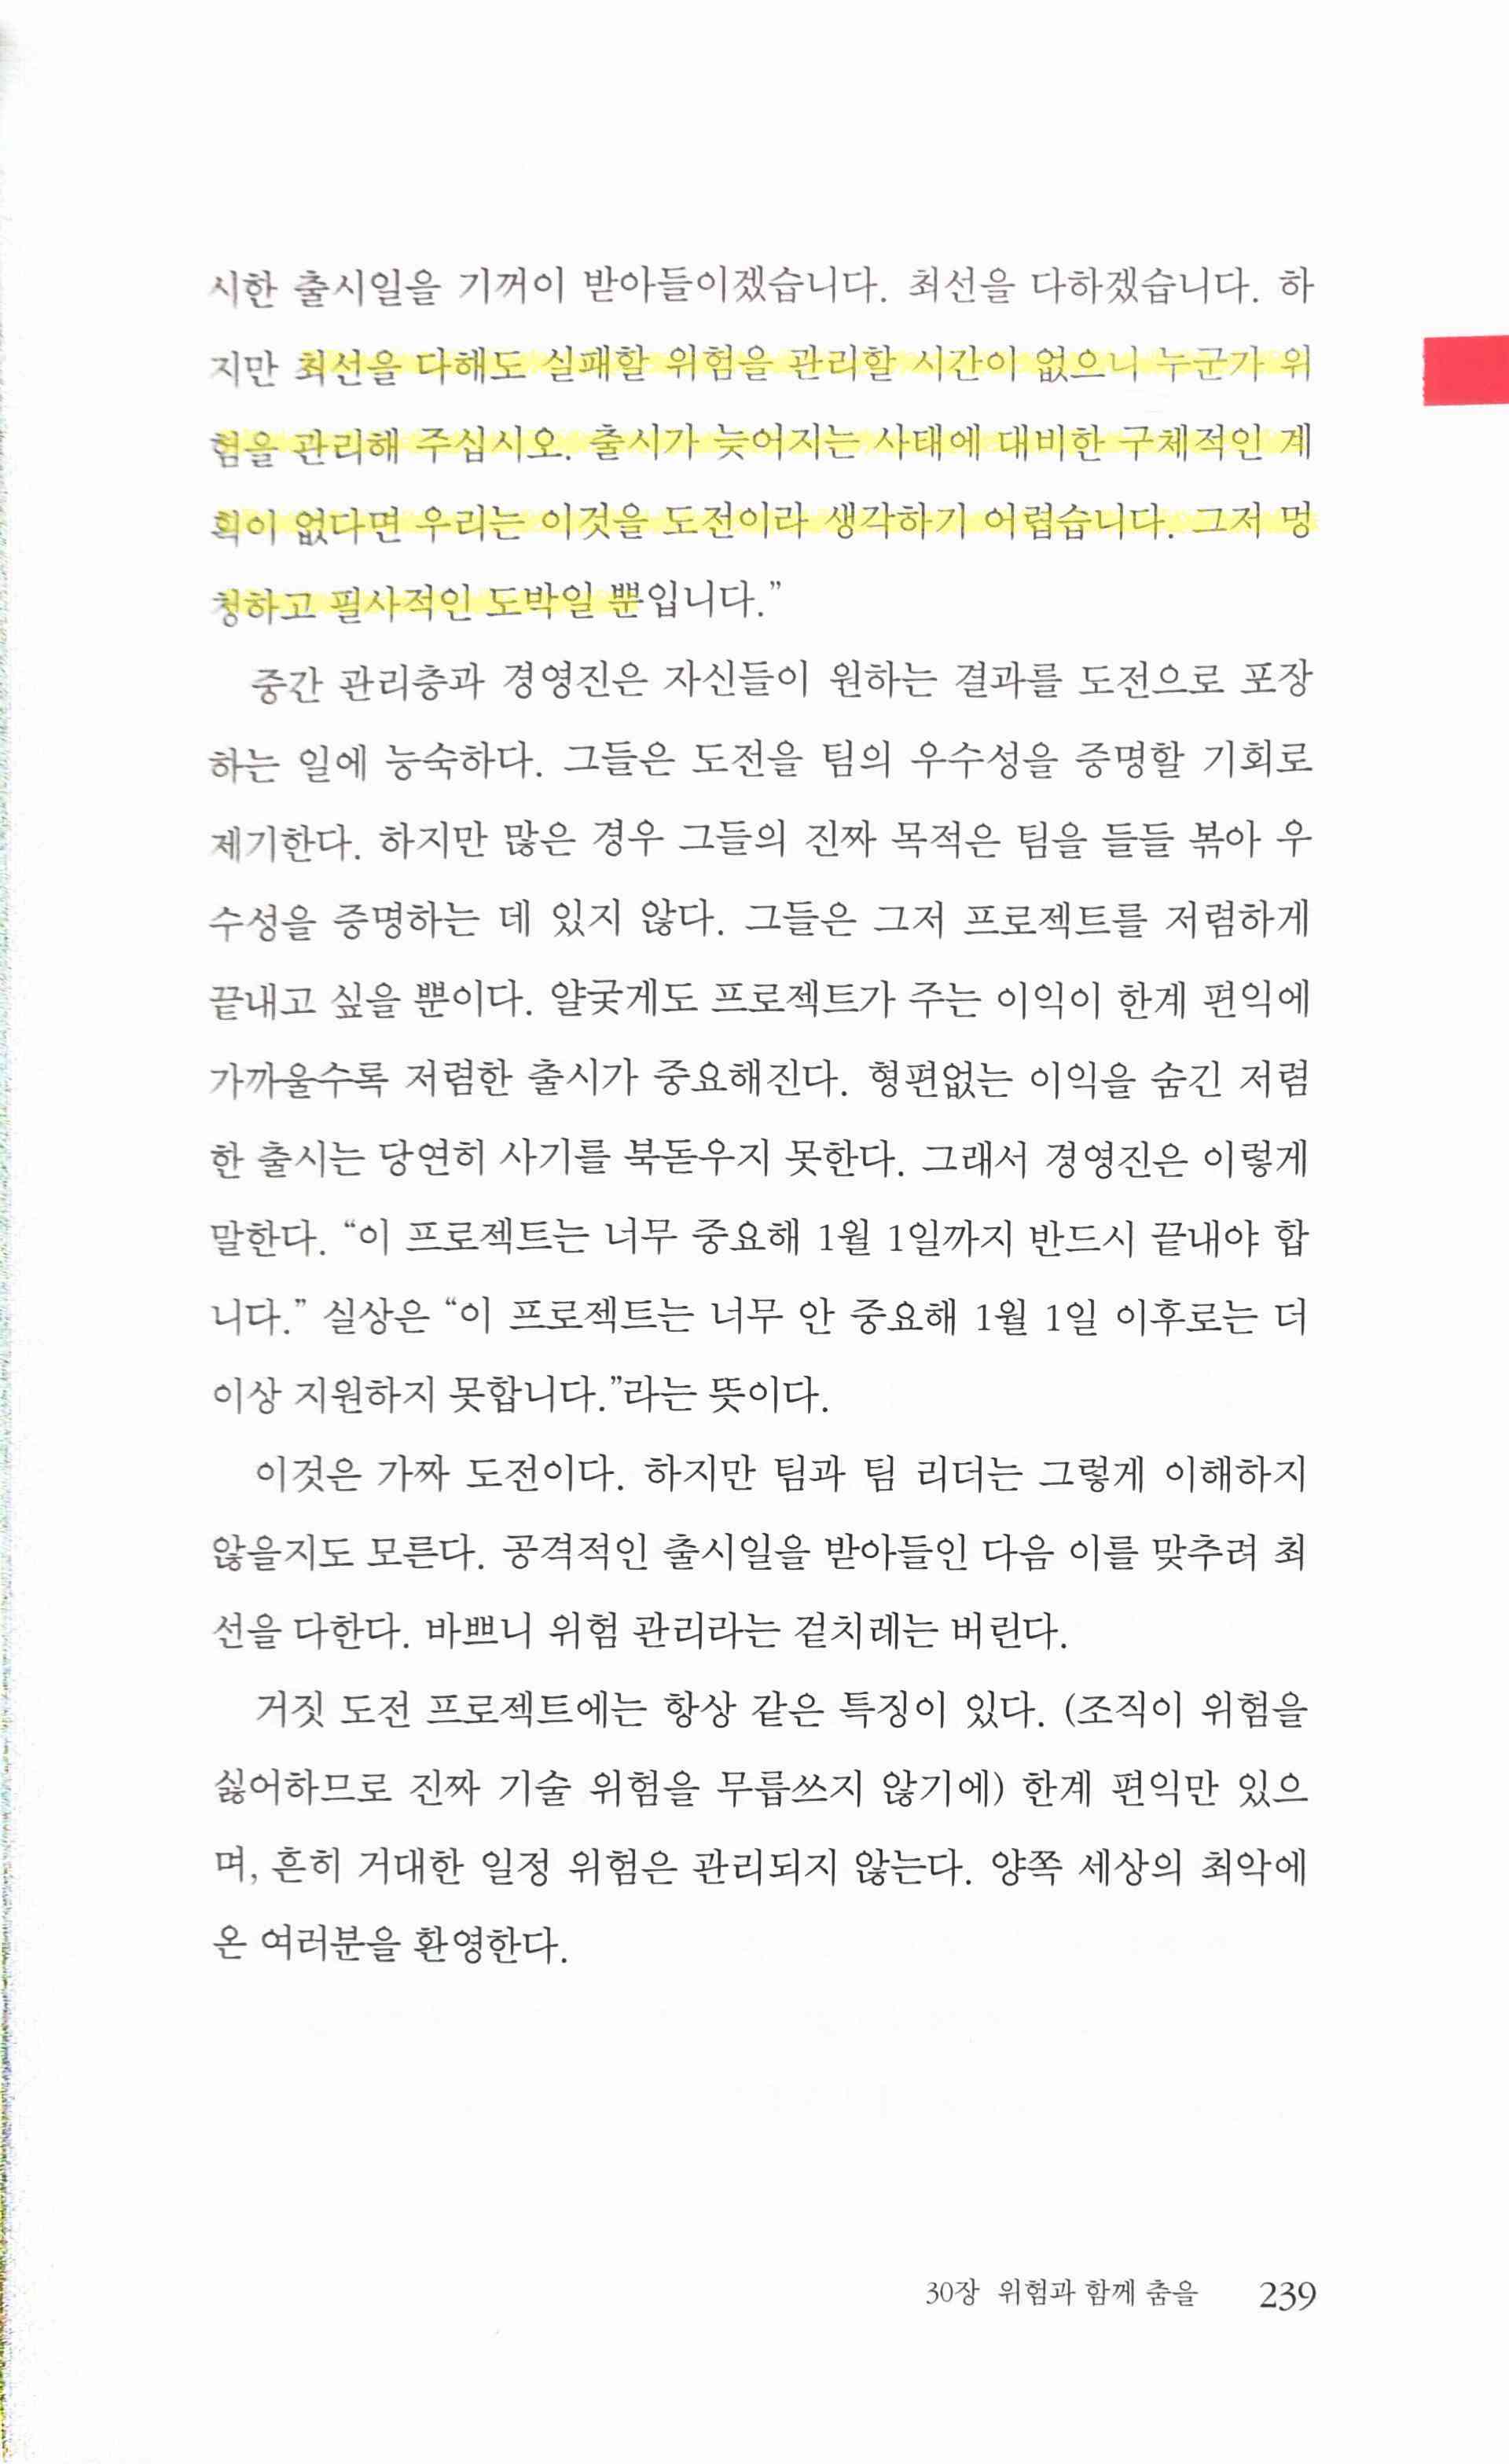 시한 출시일을 기꺼이 받아들이겠습니다. 최선을 다하겠습니다. 하
지만 최선을 다해도 실패할 위험을 관리할 시간이 없으니 누군가 위
험을 관리해 주십시오. 출시가 늦어지는 사태에 대비한 구체적인 계
획이 없다면 우리는 이것을 도전이라 생각하기 어렵습니다. 그저 멍
청하고 필사적인 도박일 뿐입니다.”
중간 관리층과 경영진은 자신들이 원하는 결과를 도전으로 포장
하는 일에 능숙하다. 그들은 도전을 팀의 우수성을 증명할 기회로
제기한다. 하지만 많은 경우 그들의 진짜 목적은 팀을 들들 볶아 우
수성을 증명하는 데 있지 않다. 그들은 그저 프로젝트를 저렴하게
끝내고 싶을 뿐이다. 얄궂게도 프로젝트가 주는 이익이 한계 편익에
가까울수록 저렴한 출시가 중요해진다. 형편없는 이익을 숨긴 저렴
한 출시는 당연히 사기를 북돋우지 못한다. 그래서 경영진은 이렇게
말한다. “이 프로젝트는 너무 중요해 1월 1일까지 반드시 끝내야 합
니다.” 실상은 “이 프로젝트는 너무 안 중요해 1월 1일 이후로는 더
이상 지원하지 못합니다.”라는 뜻이다.
이것은 가짜 도전이다. 하지만 팀과 팀 리더는 그렇게 이해하지
않을지도 모른다. 공격적인 출시일을 받아들인 다음 이를 맞추려 최
선을 다한다. 바쁘니 위험 관리라는 겉치레는 버린다.
거짓 도전 프로젝트에는 항상 같은 특징이 있다. (조직이 위험을
싫어하므로 진짜 기술 위험을 무릅쓰지 않기에) 한계 편익만 있으
며, 흔히 거대한 일정 위험은 관리되지 않는다. 양쪽 세상의 최악에
온 여러분을 환영한다.
30장 위험과 함께 춤을 239